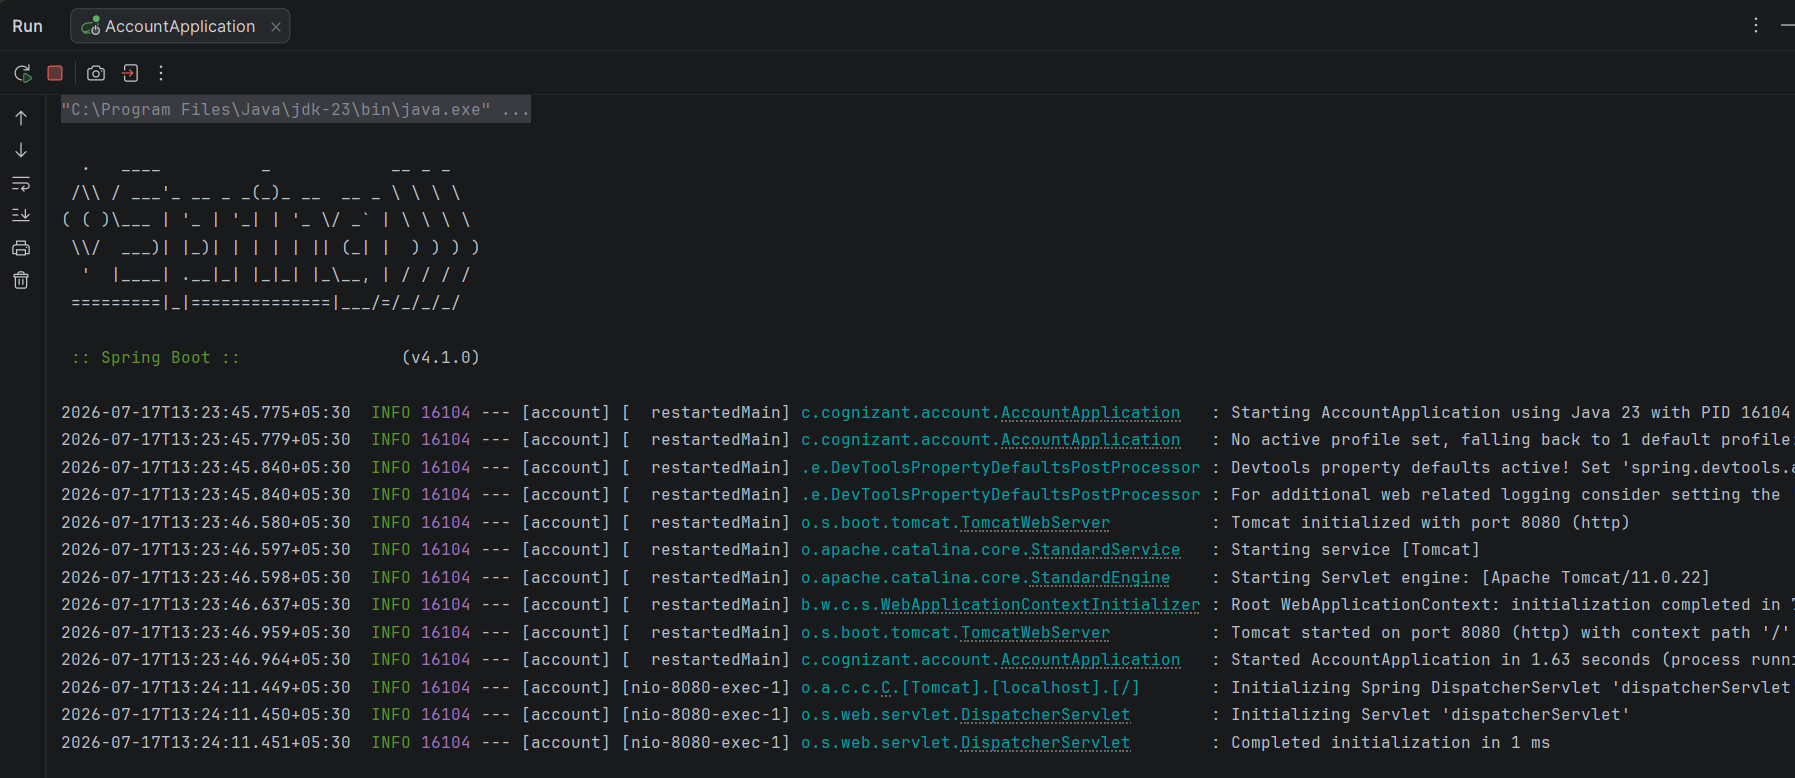 Run AccountApplication
"C:\Program Files\Java\jdk-23\bin\java.exe" ...
  .   ____          _            __ _ _
 /\\ / ___'_ __ _ _(_)_ __  __ _ \ \ \ \
( ( )\___ | '_ | '_| | '_ \/ _` | \ \ \ \
 \\/  ___)| |_)| | | | | || (_| |  ) ) ) )
  '  |____| .__|_| |_|_| |_\__, | / / / /
 =========|_|==============|___/=/_/_/_/
 :: Spring Boot ::                (v4.1.0)
2026-07-17T13:23:45.775+05:30  INFO 16104 --- [account] [  restartedMain] c.cognizant.account.AccountApplication   : Starting AccountApplication using Java 23 with PID 16104
2026-07-17T13:23:45.779+05:30  INFO 16104 --- [account] [  restartedMain] c.cognizant.account.AccountApplication   : No active profile set, falling back to 1 default profile:
2026-07-17T13:23:45.840+05:30  INFO 16104 --- [account] [  restartedMain] .e.DevToolsPropertyDefaultsPostProcessor : Devtools property defaults active! Set 'spring.devtools.a
2026-07-17T13:23:45.840+05:30  INFO 16104 --- [account] [  restartedMain] .e.DevToolsPropertyDefaultsPostProcessor : For additional web related logging consider setting the
2026-07-17T13:23:46.580+05:30  INFO 16104 --- [account] [  restartedMain] o.s.boot.tomcat.TomcatWebServer          : Tomcat initialized with port 8080 (http)
2026-07-17T13:23:46.597+05:30  INFO 16104 --- [account] [  restartedMain] o.apache.catalina.core.StandardService   : Starting service [Tomcat]
2026-07-17T13:23:46.598+05:30  INFO 16104 --- [account] [  restartedMain] o.apache.catalina.core.StandardEngine    : Starting Servlet engine: [Apache Tomcat/11.0.22]
2026-07-17T13:23:46.637+05:30  INFO 16104 --- [account] [  restartedMain] b.w.c.s.WebApplicationContextInitializer : Root WebApplicationContext: initialization completed in
2026-07-17T13:23:46.959+05:30  INFO 16104 --- [account] [  restartedMain] o.s.boot.tomcat.TomcatWebServer          : Tomcat started on port 8080 (http) with context path '/'
2026-07-17T13:23:46.964+05:30  INFO 16104 --- [account] [  restartedMain] c.cognizant.account.AccountApplication   : Started AccountApplication in 1.63 seconds (process runni
2026-07-17T13:24:11.449+05:30  INFO 16104 --- [account] [nio-8080-exec-1] o.a.c.c.C.[Tomcat].[localhost].[/]       : Initializing Spring DispatcherServlet 'dispatcherServlet
2026-07-17T13:24:11.450+05:30  INFO 16104 --- [account] [nio-8080-exec-1] o.s.web.servlet.DispatcherServlet        : Initializing Servlet 'dispatcherServlet'
2026-07-17T13:24:11.451+05:30  INFO 16104 --- [account] [nio-8080-exec-1] o.s.web.servlet.DispatcherServlet        : Completed initialization in 1 ms